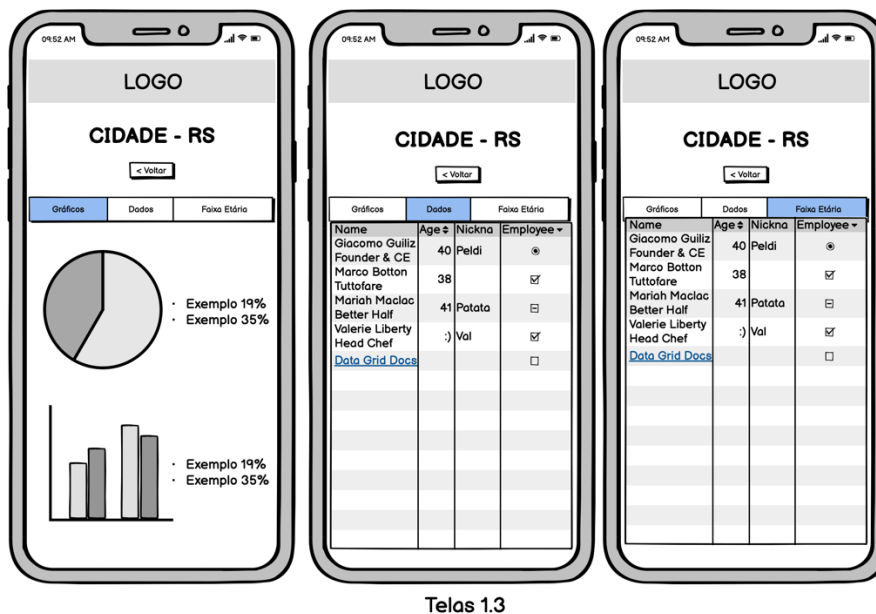 09:52 AM
LOGO
CIDADE - RS
< Voltar
Gráficos Dados Faixa Etária
• Exemplo 19%
• Exemplo 35%
• Exemplo 19%
• Exemplo 35%
09:52 AM
LOGO
CIDADE - RS
< Voltar
Gráficos Dados Faixa Etária
Name Age Nickna Employee
Giacomo Guiliz
Founder & CE 40 Peldi
Marco Botton
Tuttofare 38
Mariah Maclac
Better Half 41 Patata
Valerie Liberty
Head Chef :) Val
Data Grid Docs
09:52 AM
LOGO
CIDADE - RS
< Voltar
Gráficos Dados Faixa Etária
Name Age Nickna Employee
Giacomo Guiliz
Founder & CE 40 Peldi
Marco Botton
Tuttofare 38
Mariah Maclac
Better Half 41 Patata
Valerie Liberty
Head Chef :) Val
Data Grid Docs
Telas 1.3